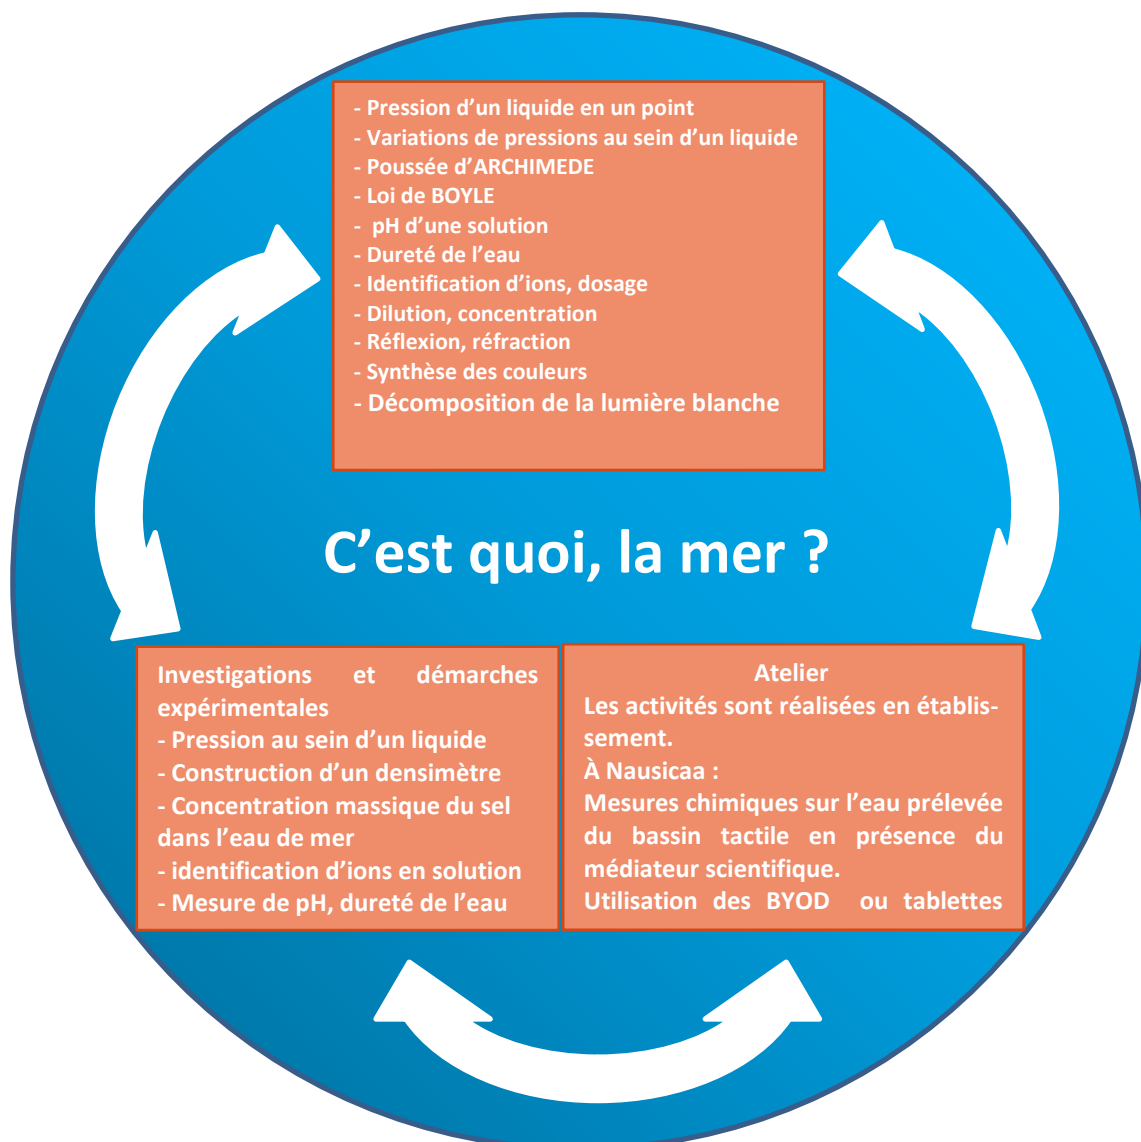 - Pression d’un liquide en un point
- Variations de pressions au sein d’un liquide
- Poussée d’ARCHIMEDE
- Loi de BOYLE
-  pH d’une solution
- Dureté de l’eau
- Identification d’ions, dosage
- Dilution, concentration
- Réflexion, réfraction
- Synthèse des couleurs
- Décomposition de la lumière blanche
C’est quoi, la mer ?
Investigations et démarches
expérimentales
- Pression au sein d’un liquide
- Construction d’un densimètre
- Concentration massique du sel
dans l’eau de mer
- identification d’ions en solution
- Mesure de pH, dureté de l’eau
Atelier
Les activités sont réalisées en établis-
sement.
À Nausicaa :
Mesures chimiques sur l’eau prélevée
du bassin tactile en présence du
médiateur scientifique.
Utilisation des BYOD  ou tablettes